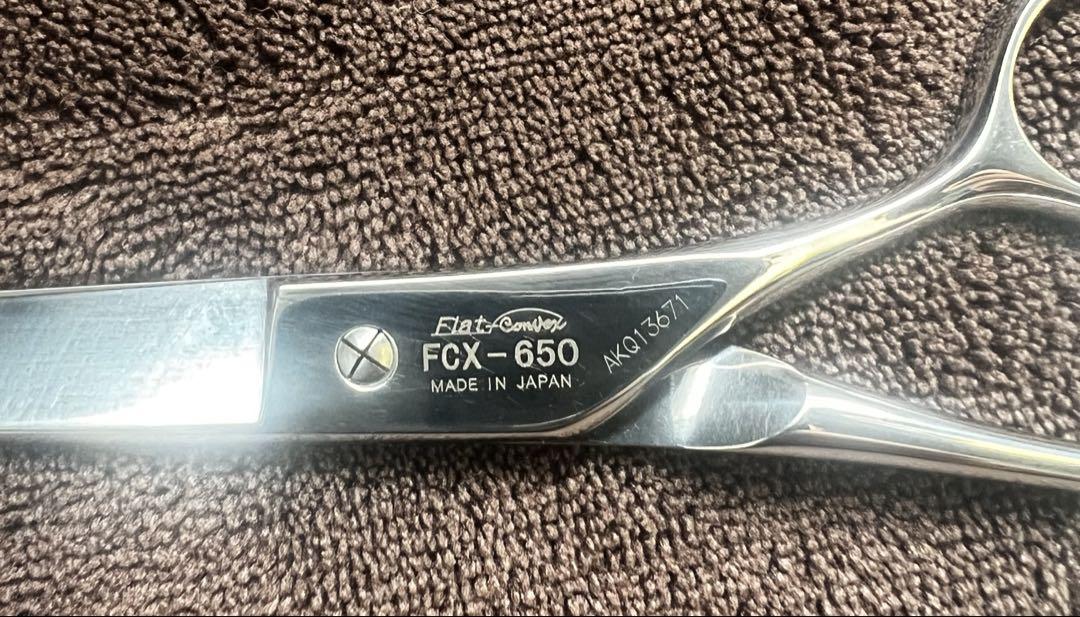 Flat-Convex
FCX-650
MADE IN JAPAN
AKQ13671